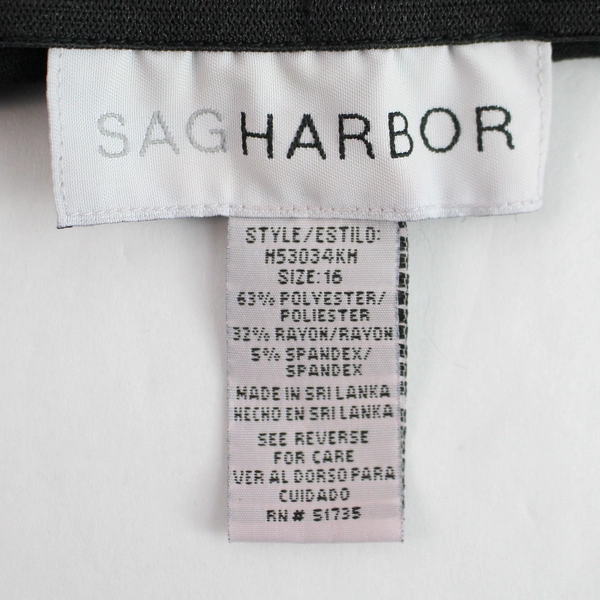 SAGHARBOR
STYLE/ESTILO:
H53034KH
SIZE:16
63% POLYESTER/
POLIESTER
32% RAYON/RAYON
5% SPANDEX/
SPANDEX
MADE IN SRI LANKA
HECHO EN SRI LANKA
SEE REVERSE
FOR CARE
VER AL DORSO PARA
CUIDADO
RN# 51735